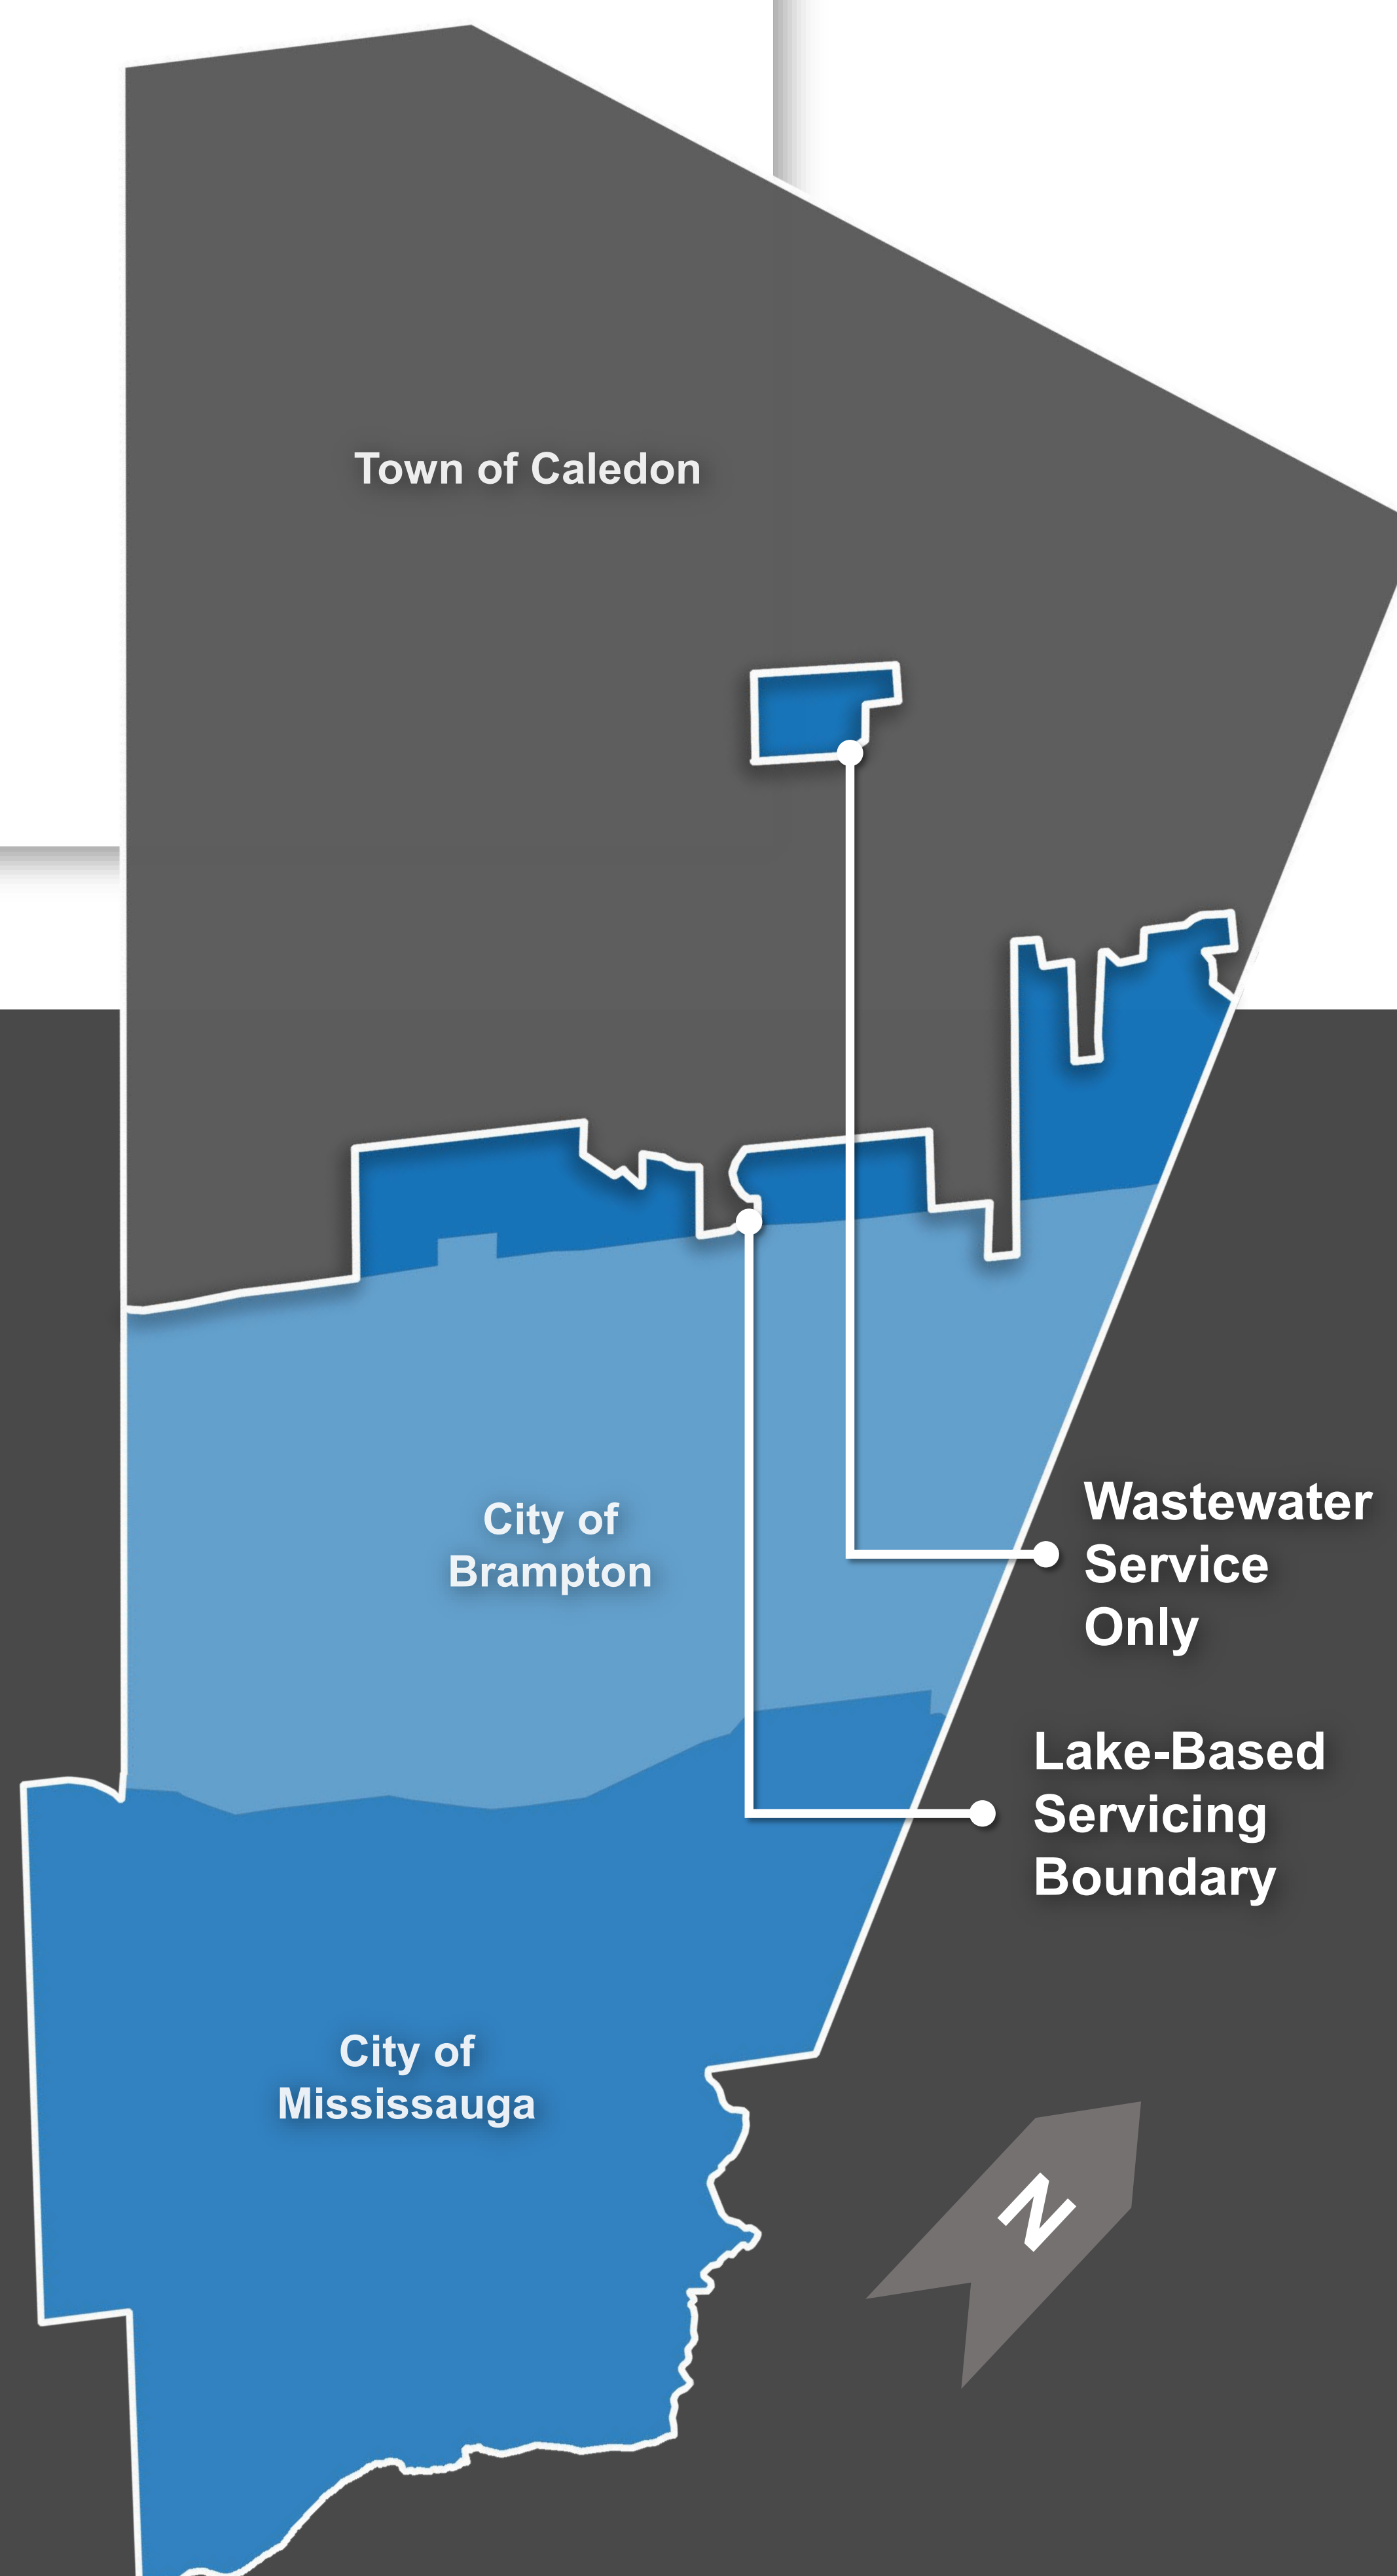 Town of Caledon
City of
Brampton
Wastewater
Service
Only
Lake-Based
Servicing
Boundary
City of
Mississauga
N